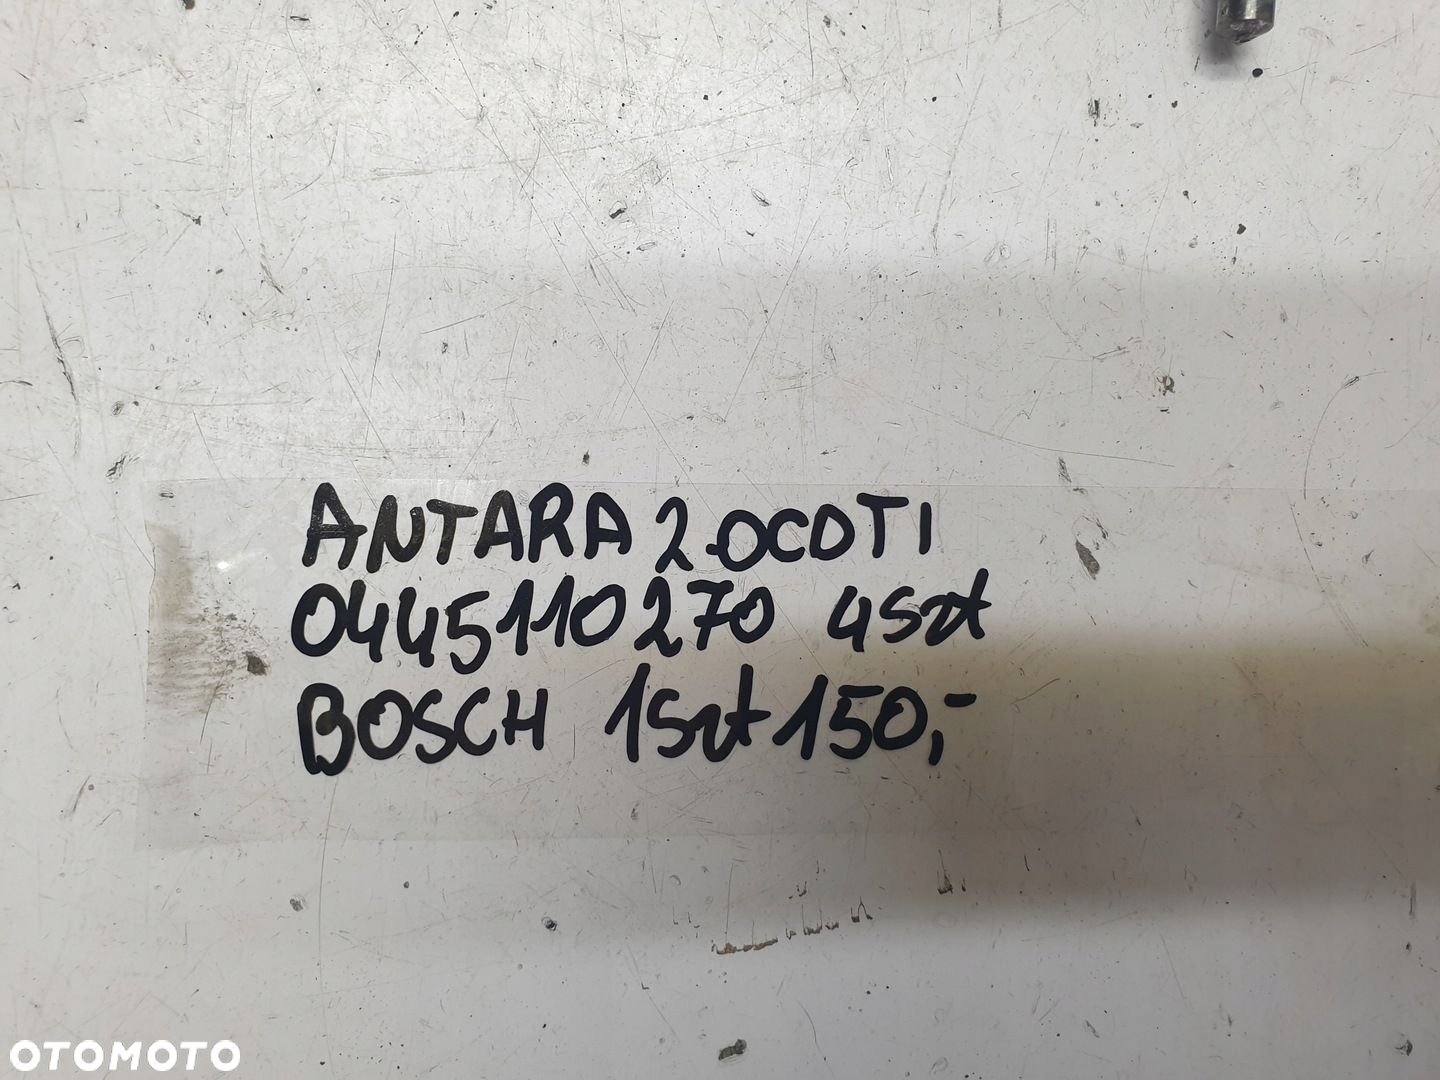 ANTARA 2.0CDTI
0445110270 4szt
BOSCH 1szt 150,-
OTOMOTO